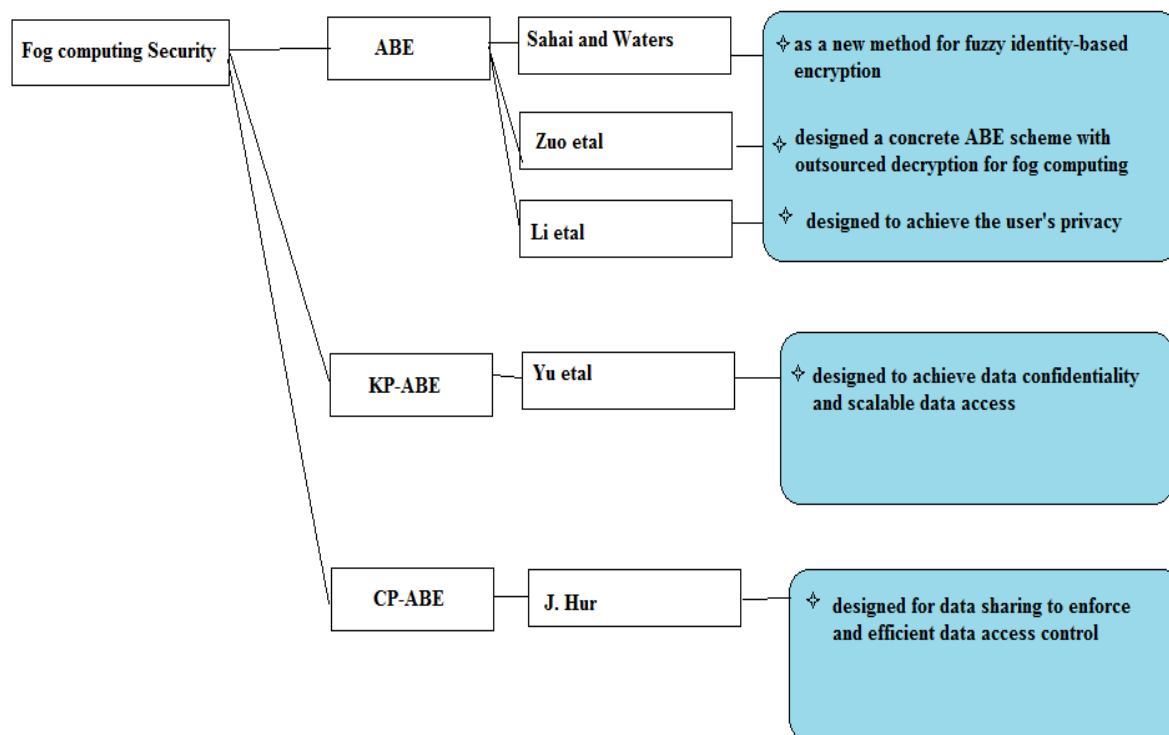 Fog computing Security
ABE
Sahai and Waters
as a new method for fuzzy identity-based
encryption
Zuo etal
designed a concrete ABE scheme with
outsourced decryption for fog computing
Li etal
designed to achieve the user's privacy
KP-ABE
Yu etal
designed to achieve data confidentiality
and scalable data access
CP-ABE
J. Hur
designed for data sharing to enforce
and efficient data access control